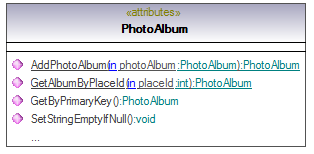 «attributes»
PhotoAlbum
AddPhotoAlbum(in photoAlbum:PhotoAlbum):PhotoAlbum
GetAlbumByPlaceId(in placeId:int):PhotoAlbum
GetByPrimaryKey():PhotoAlbum
SetStringEmptyIfNull():void
...